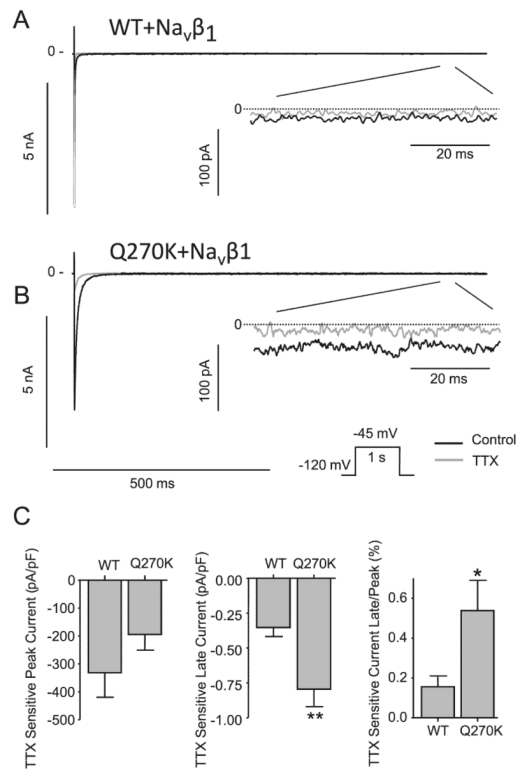 A
WT+Navβ1
0 -
5 nA
0
100 pA
20 ms
Q270K+Navβ1
0 -
B
5 nA
0
100 pA
20 ms
500 ms
-45 mV
-120 mV
1 s
Control
TTX
C
TTX Sensitive Peak Current (pA/pF)
WT
Q270K
0
-100
-200
-300
-400
-500
TTX Sensitive Late Current (pA/pF)
WT
Q270K
0.00
-0.25
-0.50
-0.75
-1.00
**
TTX Sensitive Current Late/Peak (%)
0.6
0.4
0.2
0.0
*
WT
Q270K